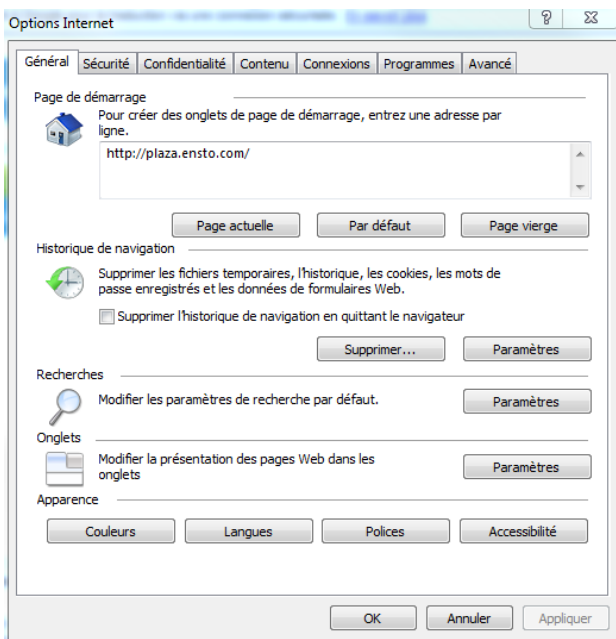 Options Internet
Général Sécurité Confidentialité Contenu Connexions Programmes Avancé
Page de démarrage
Pour créer des onglets de page de démarrage, entrez une adresse par
ligne.
http://plaza.ensto.com/
Page actuelle Par défaut Page vierge
Historique de navigation
Supprimer les fichiers temporaires, l'historique, les cookies, les mots de
passe enregistrés et les données de formulaires Web.
Supprimer l'historique de navigation en quittant le navigateur
Supprimer... Paramètres
Recherches
Modifier les paramètres de recherche par défaut. Paramètres
Onglets
Modifier la présentation des pages Web dans les
onglets
Paramètres
Apparence
Couleurs Langues Polices Accessibilité
OK Annuler Appliquer